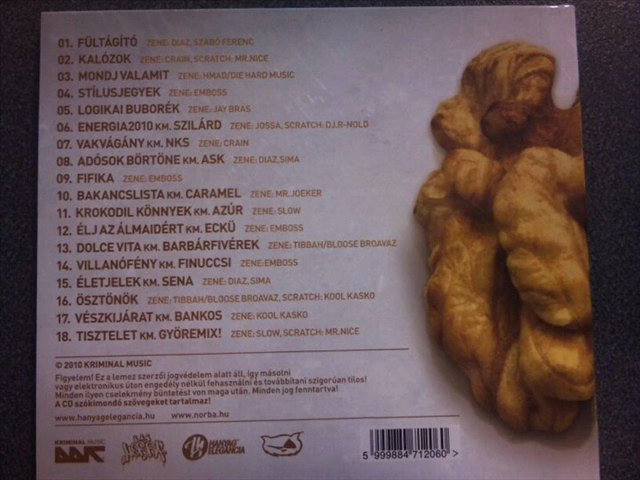 01. FÜLTÁGÍTÓ ZENE: DIAZ, SZABÓ FERENC
02. KALÓZOK ZENE: CRAIN, SCRATCH: MR.NICE
03. MONDJ VALAMIT ZENE: HMAD/DIE HARD MUSIC
04. STÍLUSJEGYEK ZENE: EMBOSS
05. LOGIKAI BUBORÉK ZENE: JAY BRAS
06. ENERGIA2010 KM. SZILÁRD ZENE: JOSSA, SCRATCH: DJ.R-NOLD
07. VAKVÁGÁNY KM. NKS ZENE: CRAIN
08. ADÓSOK BÖRTÖNE KM. ASK ZENE: DIAZ,SIMA
09. FIFIKA ZENE: EMBOSS
10. BAKANCSLISTA KM. CARAMEL ZENE: MR.JOEKER
11. KROKODIL KÖNNYEK KM. AZÚR ZENE: SLOW
12. ÉLJ AZ ÁLMAIDÉRT KM. ECKÜ ZENE: EMBOSS
13. DOLCE VITA KM. BARBÁRFIVÉREK ZENE: TIBBAH/BLOOSE BROAVAZ
14. VILLANÓFÉNY KM. FINUCCSI ZENE:EMBOSS
15. ÉLETJELEK KM. SENA ZENE: DIAZ, SIMA
16. ÖSZTÖNÖK ZENE: TIBBAH/BLOOSE BROAVAZ, SCRATCH: KOOL KASKO
17. VÉSZKIJÁRAT KM. BANKOS ZENE: KOOL KASKO
18. TISZTELET KM. GYÖREMIX! ZENE: SLOW, SCRATCH: MR.NICE
© 2010 KRIMINAL MUSIC
Figyelem! Ez a lemez szerzői jogvédelem alatt áll, így másolni
vagy elektronikus úton engedély nélkül felhasználni és továbbítani szigorúan tilos!
Minden ilyen cselekmény büntetést von maga után. Minden jog fenntartva!
A CD szókimondó szövegeket tartalmaz!
www.hanyagelegancia.hu www.norba.hu
KRIMINAL MUSIC
HANYAG
ELEGANCIA
5 999884 712060 >